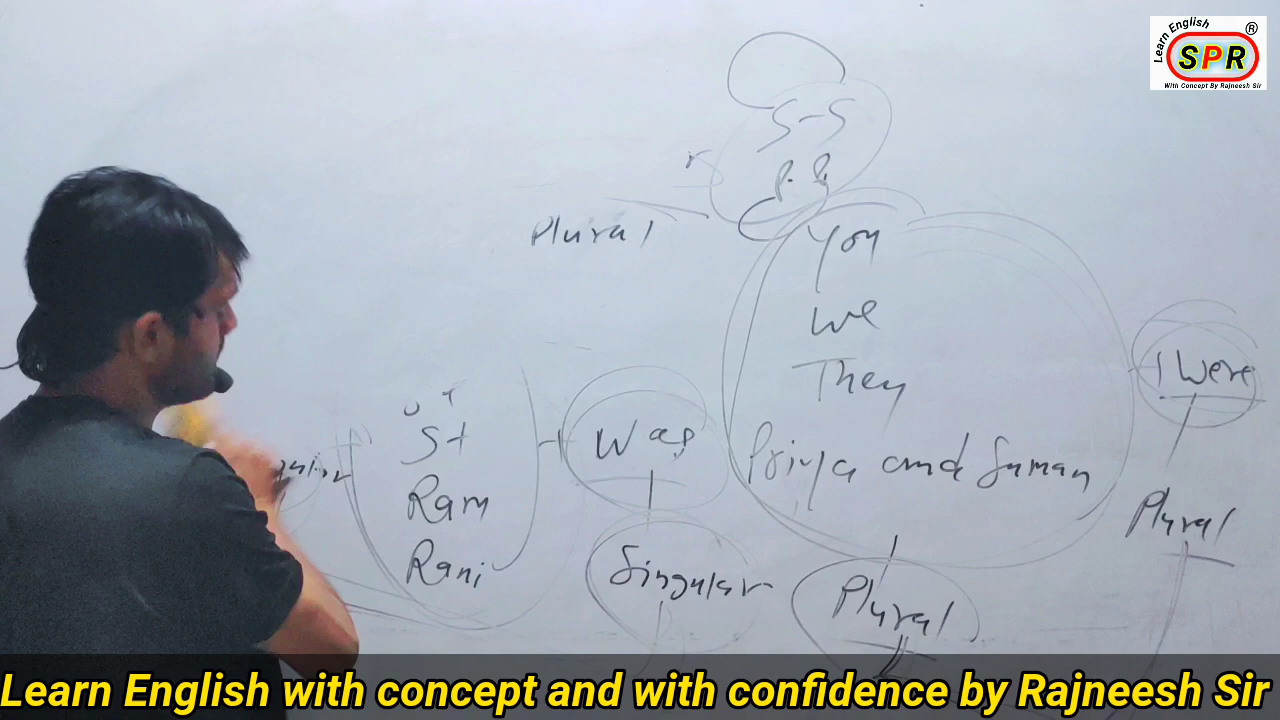 Learn English
SPR®
With Concept By Rajneesh Sir
S-S
P.P.
Plural
You
We
They
Priya and Suman
Plural
Were
Plural
It
Ram
Rani
Was
Singular
Learn English with concept and with confidence by Rajneesh Sir